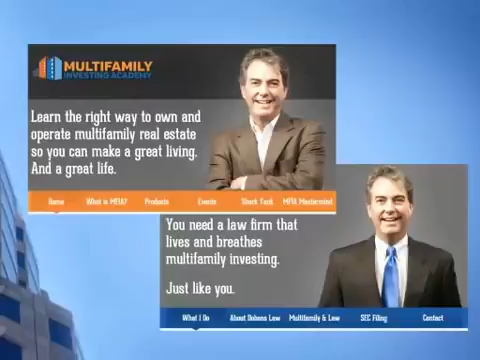 MULTIFAMILY
INVESTING ACADEMY
Learn the right way to own and
operate multifamily real estate
so you can make a great living.
And a great life.
Home What is MFIA? Products Events Shark Tank MFIA Mastermind
You need a law firm that
lives and breathes
multifamily investing.
Just like you.
What I Do About Dohens Law Multifamily & Law SEC Filing Contact